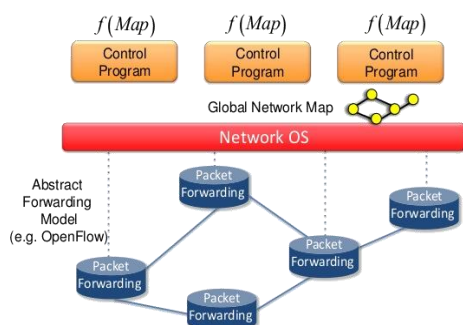 f(Map) f(Map) f(Map)
Control Program
Control Program
Control Program
Global Network Map
Network OS
Abstract
Forwarding
Model
(e.g. OpenFlow)
Packet
Forwarding
Packet
Forwarding
Packet
Forwarding
Packet
Forwarding
Packet
Forwarding